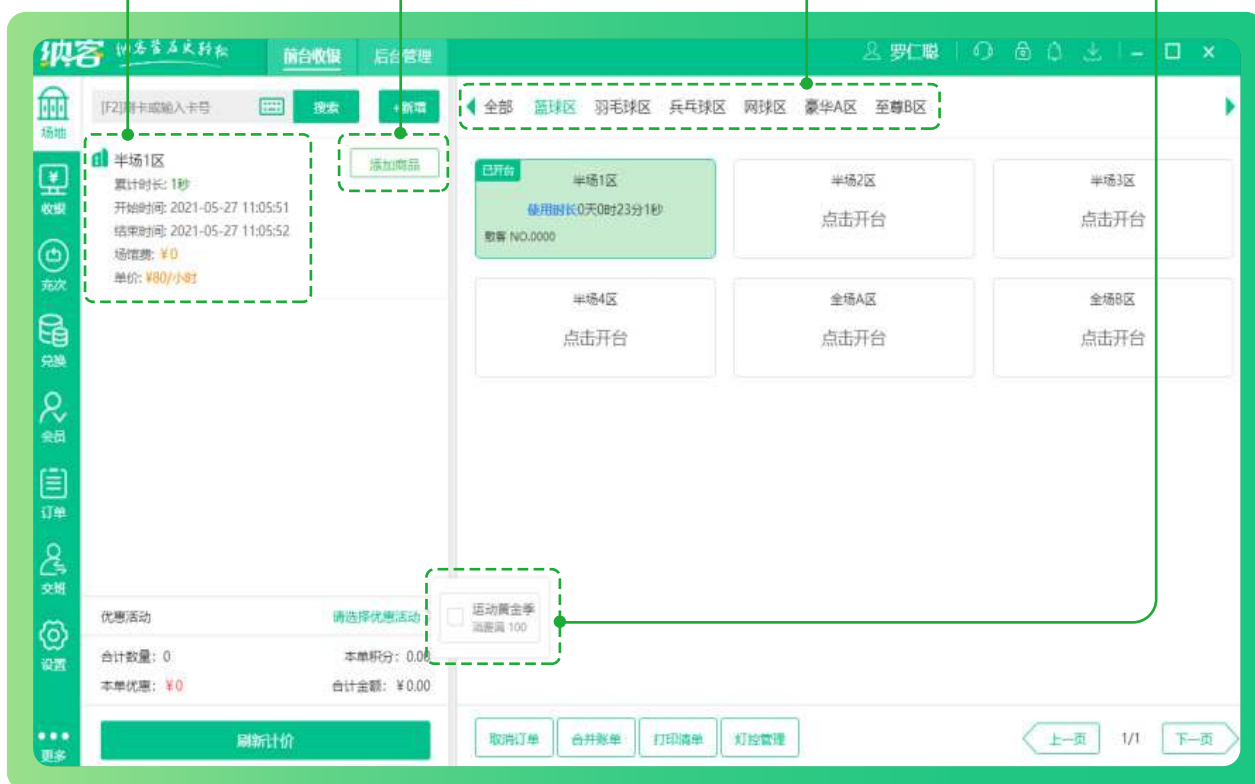 纳客 纳客管店更轻松 前台收银 后台管理 罗仁聪
[F2]刷卡或输入卡号 搜索 +新增
全部 篮球区 羽毛球区 乒乓球区 网球区 豪华A区 至尊B区
场地
收银
充次
兑换
会员
订单
交班
设置
更多
半场1区 添加商品
累计时长: 1秒
开始时间: 2021-05-27 11:05:51
结束时间: 2021-05-27 11:05:52
场馆费: ¥0
单价: ¥80/小时
已开台
半场1区
使用时长0天0时23分1秒
散客 NO.0000
半场2区
点击开台
半场3区
点击开台
半场4区
点击开台
全场A区
点击开台
全场B区
点击开台
优惠活动 请选择优惠活动
运动黄金季
消费满 100
合计数量: 0 本单积分: 0.00
本单优惠: ¥0 合计金额: ¥0.00
刷新计价
取消订单 合并账单 打印清单 灯控管理
上一页 1/1 下一页